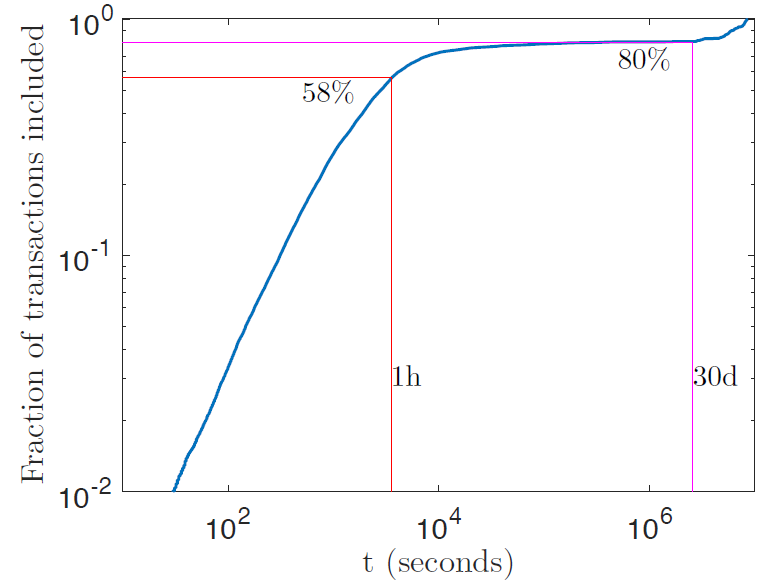 Fraction of transactions included
10^0
10^-1
10^-2
58%
80%
1h
30d
10^2
10^4
10^6
t (seconds)